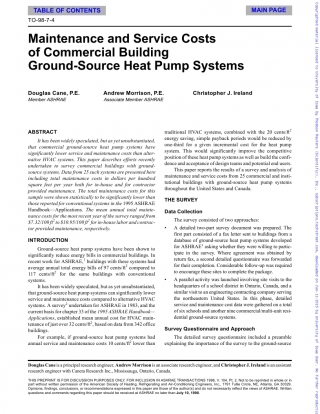 TABLE OF CONTENTS
MAIN PAGE
TO-98-7-4
Maintenance and Service Costs
of Commercial Building
Ground-Source Heat Pump Systems
Douglas Cane, P.E.
Andrew Morrison, P.E.
Christopher J. Ireland
Member ASHRAE
Associate Member ASHRAE
ABSTRACT
It has been widely speculated, but as yet unsubstantiated,
that commercial ground-source heat pump systems have
significantly lower service and maintenance costs than alter-
native HVAC systems. This paper describes efforts recently
undertaken to survey commercial buildings with ground-
source systems. Data from 25 such systems are presented here
including total maintenance costs in dollars per hundred
square feet per year both for in-house and for contractor
provided maintenance. The total maintenance costs for this
sample were shown statistically to be significantly lower than
those reported for conventional systems in the 1995 ASHRAE
Handbook—Applications. The mean annual total mainte-
nance costs for the most recent year of the survey ranged from
to in-house labor and contrac-
tor provided maintenance, respectively.
INTRODUCTION
Ground-source heat pump systems have been shown to
significantly reduce energy bills in commercial buildings. In
recent work for ASHRAE, buildings with these systems had
average annual total energy bills of 97 cents/ft² compared to
117 cents/ft² for the same buildings with conventional
systems.
It has been widely speculated, but as yet unsubstantiated,
that ground-source heat pump systems can significantly lower
service and maintenance costs compared to alternative HVAC
systems. A survey undertaken for ASHRAE in 1983, and the
current basis for chapter 33 of the 1995 ASHRAE Handbook—
Applications, established mean annual cost for HVAC main-
tenance of just over 32 cents/ft², based on data from 342 office
buildings.
For example, if ground-source heat pump systems had
annual service and maintenance costs 10 cents/ft² lower than
traditional HVAC systems, combined with the 20 cents/ft²
energy saving, simple payback periods would be reduced by
one-third for a given incremental cost for the heat pump
system. This would significantly improve the competitive
position of these heat pump systems as well as build the confi-
dence and acceptance of design teams and potential end users.
This paper reports the results of a survey and analysis of
maintenance and service costs from 25 commercial and insti-
tutional buildings with ground-source heat pump systems
throughout the United States and Canada.
THE SURVEY
Data Collection
The survey consisted of two approaches:
• A detailed two-part survey document was prepared. The
first part consisted of a fax letter sent to buildings from a
database of ground-source heat pump systems developed
for ASHRAE asking whether they were willing to partic-
ipate in the survey. Where agreement was obtained by
return fax, a second detailed questionnaire was forwarded
for their completion. Considerable follow-up was required
to encourage these sites to complete the package.
• A parallel activity was launched involving site visits to the
headquarters of a school district in Ontario, Canada, and a
similar visit to an engineering contracting company serving
the northeastern United States. In this phase, detailed
service and maintenance cost data were gathered on a total
of six schools and another nine commercial/multi-unit resi-
dential ground-source systems.
Survey Questionnaire and Approach
The detailed survey questionnaire included a preamble
explaining the importance of the survey to the ground-source
Douglas Cane is a principal research engineer, Andrew Morrison is an associate research engineer, and Christopher J. Ireland is an assistant
research engineer with Caneta Research Inc., Mississauga, Ontario, Canada.
THIS PREPRINT IS FOR DISCUSSION PURPOSES ONLY, FOR INCLUSION IN ASHRAE TRANSACTIONS 1998, V. 104, Pt. 2. Not to be reprinted in whole or in
part without written permission of the American Society of Heating, Refrigerating and Air-Conditioning Engineers, Inc., 1791 Tullie Circle, NE, Atlanta, GA 30329.
Opinions, findings, conclusions, or recommendations expressed in this paper are those of the author(s) and do not necessarily reflect the views of ASHRAE. Written
questions and comments regarding this paper should be received at ASHRAE no later than July 10, 1998.